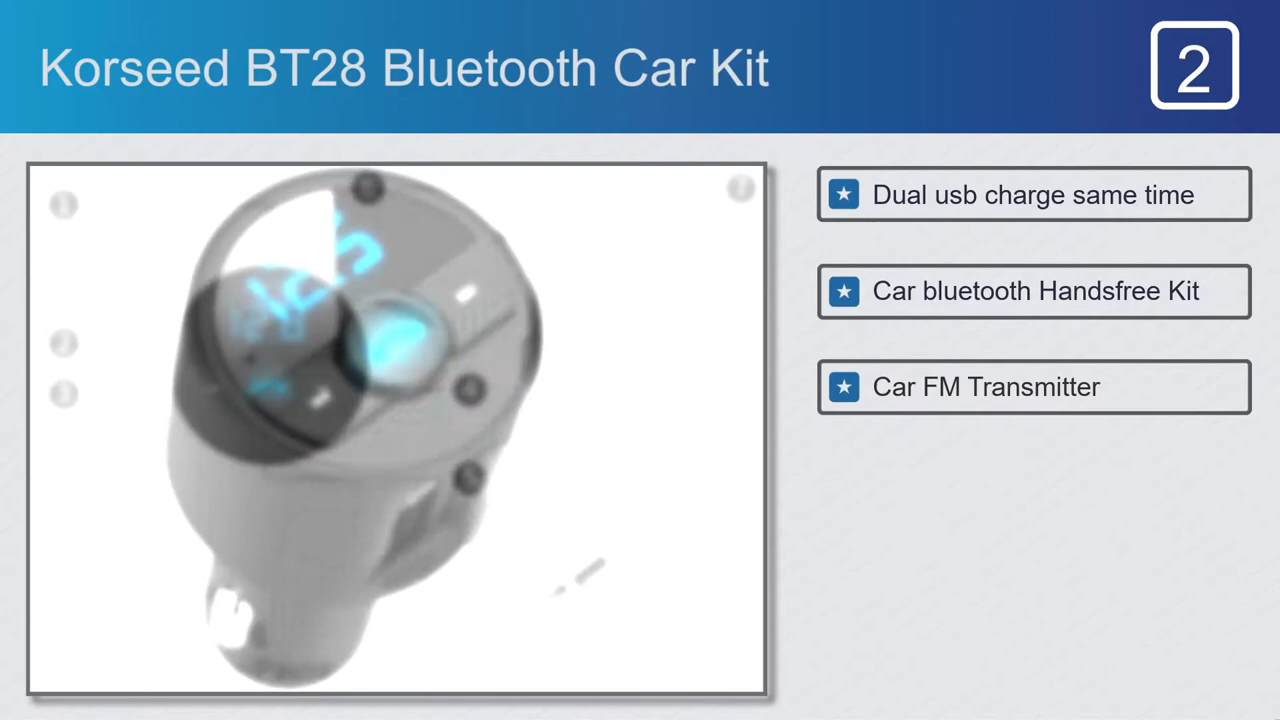 Korseed BT28 Bluetooth Car Kit
2
Dual usb charge same time
Car bluetooth Handsfree Kit
Car FM Transmitter